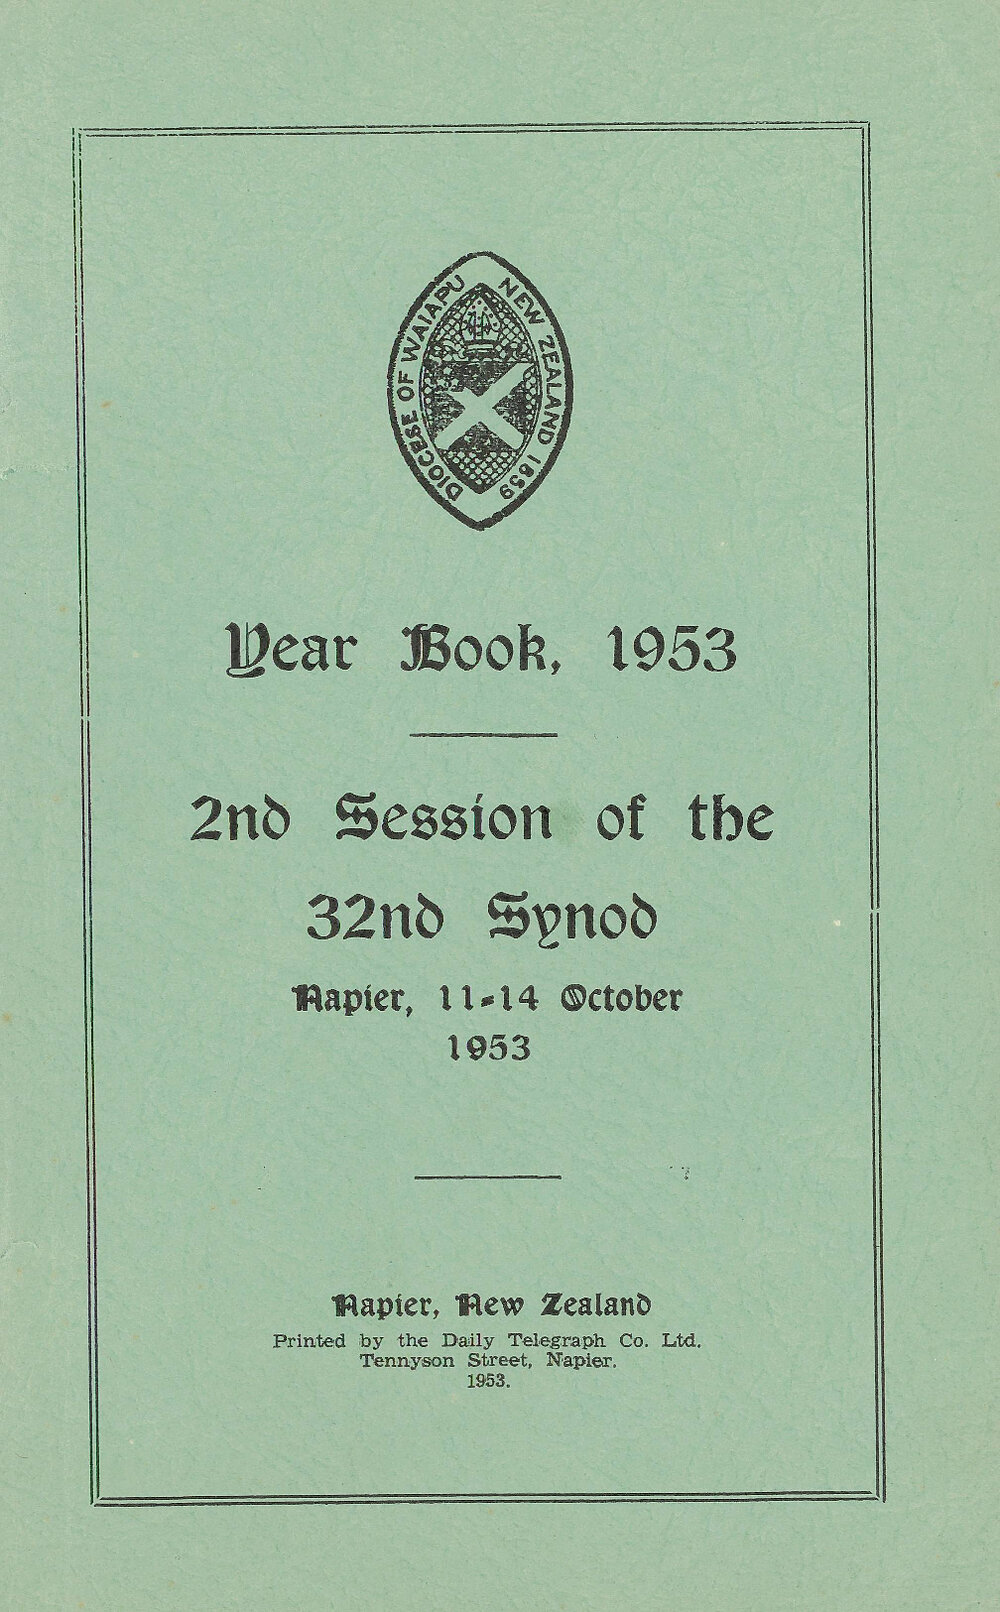 DIOCESE OF WAIAPU NEW ZEALAND 1859
Year Book, 1953
2nd Session of the
32nd Synod
Napier, 11-14 October
1953
Napier, New Zealand
Printed by the Daily Telegraph Co. Ltd.
Tennyson Street, Napier.
1953.